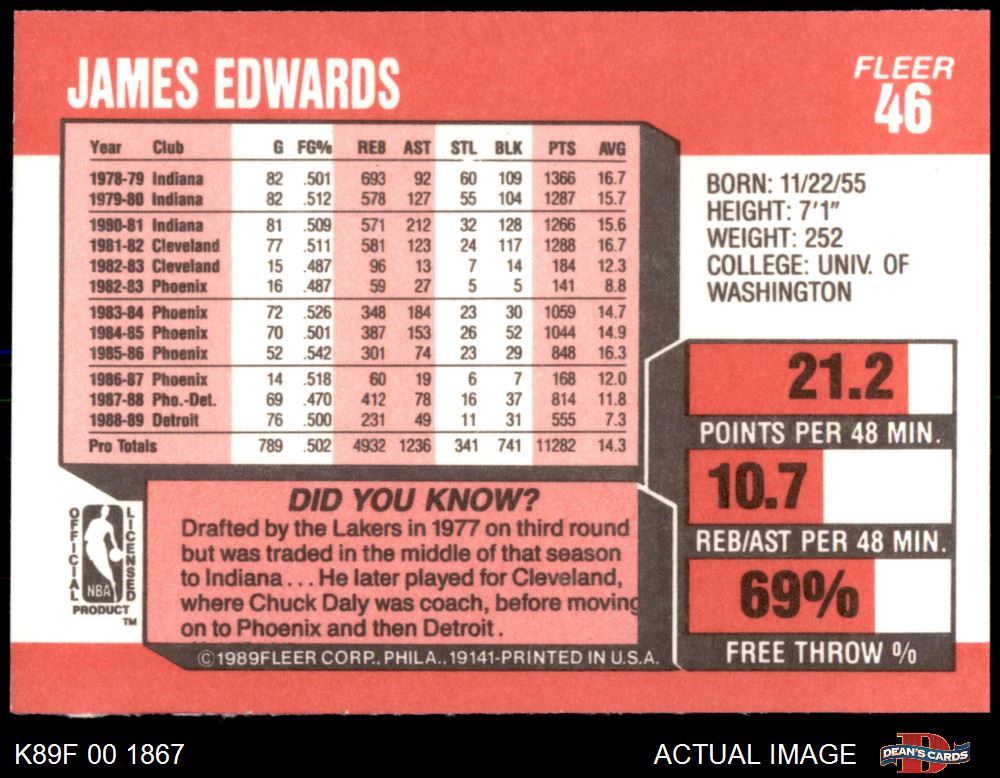 JAMES EDWARDS
FLEER
46
Year Club G FG% REB AST STL BLK PTS AVG
1978-79 Indiana 82 .501 693 92 60 109 1366 16.7
1979-80 Indiana 82 .512 578 127 55 104 1287 15.7
1980-81 Indiana 81 .509 571 212 32 128 1266 15.6
1981-82 Cleveland 77 .511 581 123 24 117 1288 16.7
1982-83 Cleveland 15 .487 96 13 7 14 184 12.3
1982-83 Phoenix 16 .487 59 27 5 5 141 8.8
1983-84 Phoenix 72 .526 348 184 23 30 1059 14.7
1984-85 Phoenix 70 .501 387 153 26 52 1044 14.9
1985-86 Phoenix 52 .542 301 74 23 29 848 16.3
1986-87 Phoenix 14 .518 60 19 6 7 168 12.0
1987-88 Pho.-Det. 69 .470 412 78 16 37 814 11.8
1988-89 Detroit 76 .500 231 49 11 31 555 7.3
Pro Totals 789 .502 4932 1236 341 741 11282 14.3
BORN: 11/22/55
HEIGHT: 7'1"
WEIGHT: 252
COLLEGE: UNIV. OF
WASHINGTON
21.2
POINTS PER 48 MIN.
10.7
REB/AST PER 48 MIN.
69%
FREE THROW %
DID YOU KNOW?
Drafted by the Lakers in 1977 on third round
but was traded in the middle of that season
to Indiana... He later played for Cleveland,
where Chuck Daly was coach, before moving
on to Phoenix and then Detroit.
OFFICIAL
LICENSED
NBA
PRODUCT
TM
©1989 FLEER CORP., PHILA., 19141-PRINTED IN U.S.A.
K89F 00 1867
ACTUAL IMAGE
D
DEAN'S CARDS